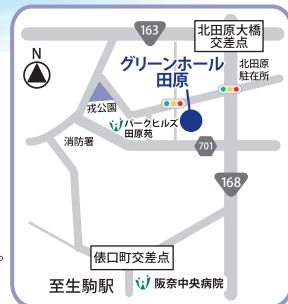 163
北田原大橋
交差点
N
グリーンホール
田原
北田原
駐在所
戎公園
パークヒルズ
田原苑
消防署
701
168
俵口町交差点
。
至生駒駅
阪奈中央病院